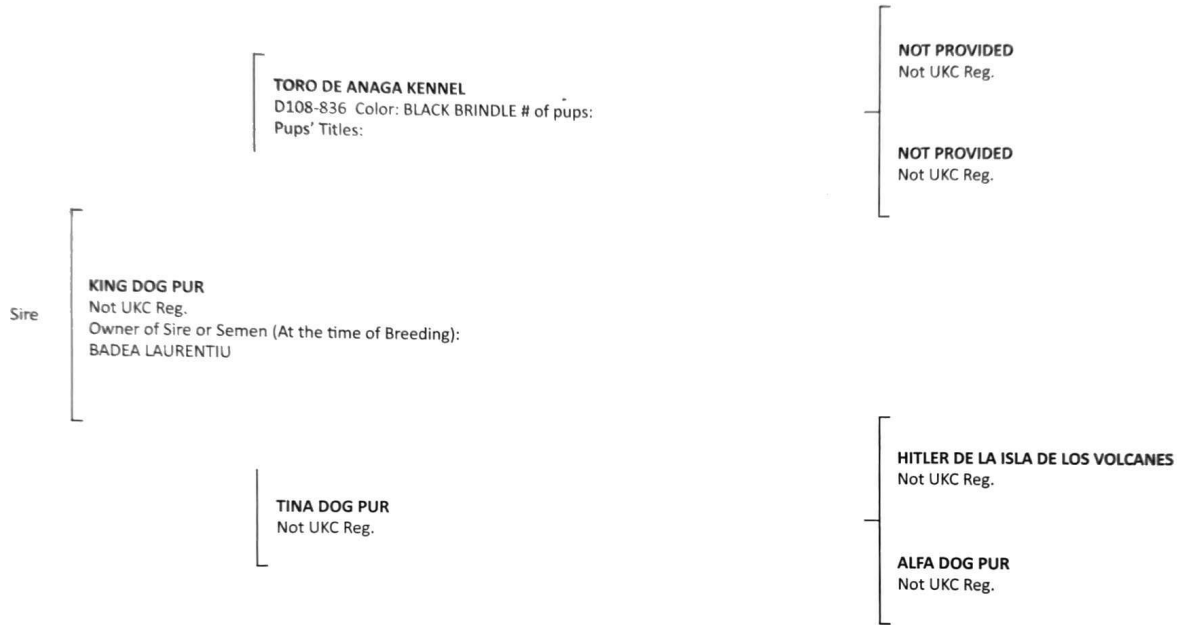 NOT PROVIDED
Not UKC Reg.
TORO DE ANAGA KENNEL
D108-836 Color: BLACK BRINDLE # of pups:
Pups' Titles:
NOT PROVIDED
Not UKC Reg.
Sire
KING DOG PUR
Not UKC Reg.
Owner of Sire or Semen (At the time of Breeding):
BADEA LAURENTIU
HITLER DE LA ISLA DE LOS VOLCANES
Not UKC Reg.
TINA DOG PUR
Not UKC Reg.
ALFA DOG PUR
Not UKC Reg.